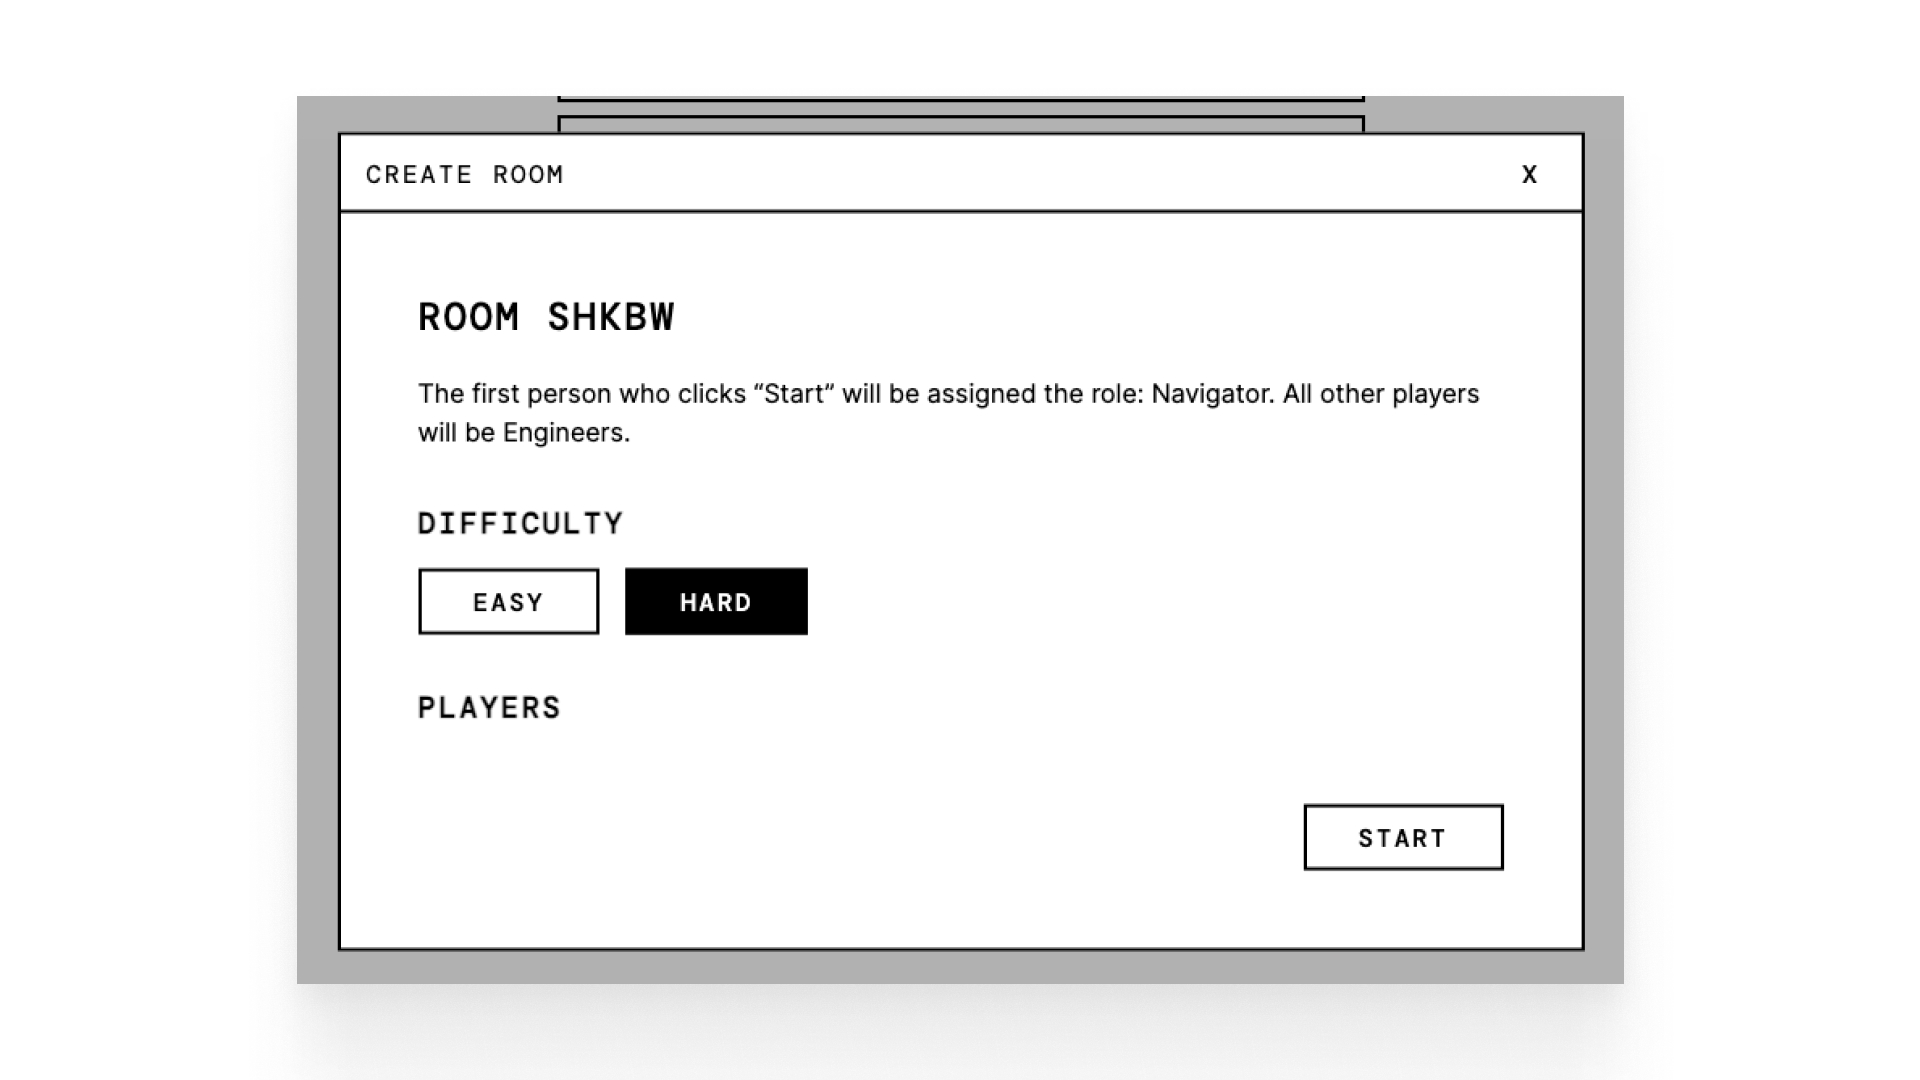 CREATE ROOM X
ROOM SHKBW
The first person who clicks “Start” will be assigned the role: Navigator. All other players
will be Engineers.
DIFFICULTY
EASY HARD
PLAYERS
START